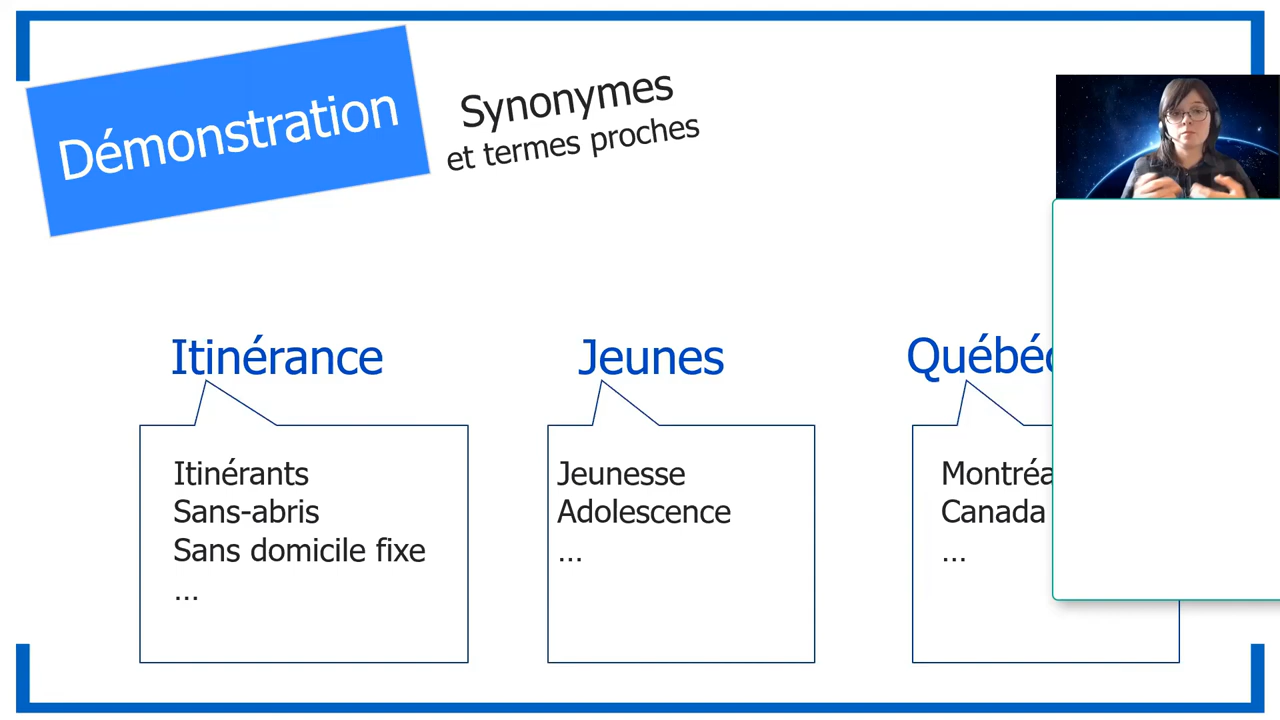 Démonstration
Synonymes
et termes proches
Itinérance
Jeunes
Itinérants
Sans-abris
Sans domicile fixe
...
Jeunesse
Adolescence
...
Canada
...